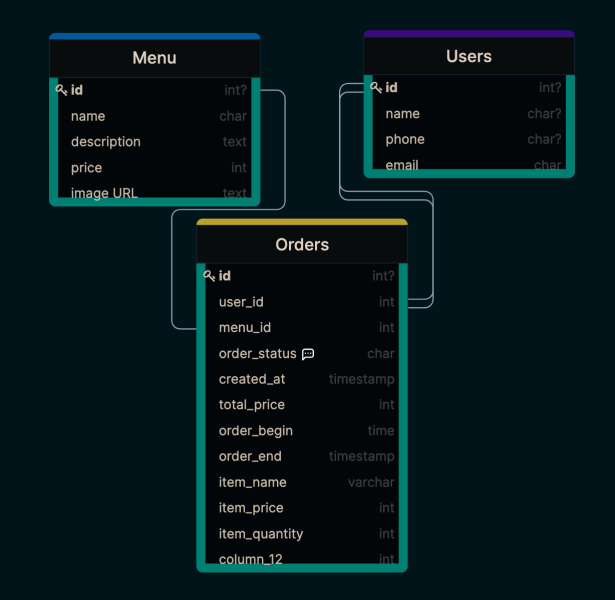 Menu
id int?
name char
description text
price int
image URL text
Users
id int?
name char?
phone char?
email char
Orders
id int?
user_id int
menu_id int
order_status char
created_at timestamp
total_price int
order_begin time
order_end timestamp
item_name varchar
item_price int
item_quantity int
column_12 int